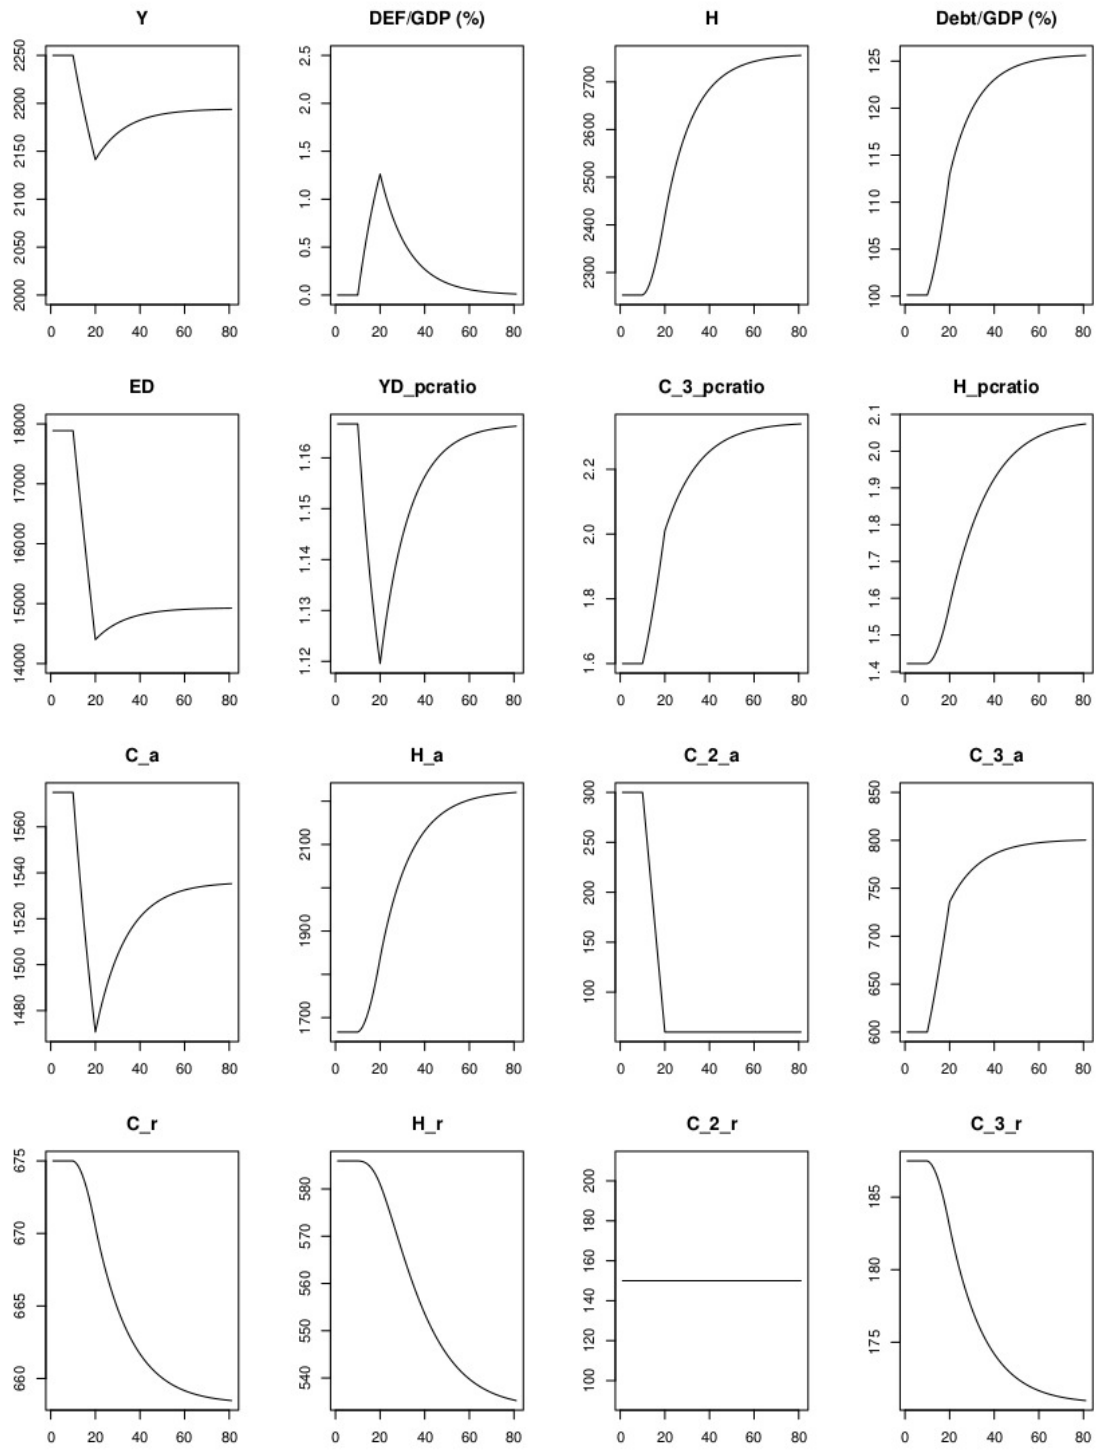 Y DEF/GDP (%) H Debt/GDP (%)
2250 2200 2150 2100 2050 2000 2.5 2.0 1.5 1.0 0.5 0.0 2700 2600 2500 2400 2300 125 120 115 110 105 100
0 20 40 60 80 0 20 40 60 80 0 20 40 60 80 0 20 40 60 80
ED YD_pcratio C_3_pcratio H_pcratio
18000 17000 16000 15000 14000 1.16 1.15 1.14 1.13 1.12 2.2 2.0 1.8 1.6 2.1 2.0 1.9 1.8 1.7 1.6 1.5 1.4
0 20 40 60 80 0 20 40 60 80 0 20 40 60 80 0 20 40 60 80
C_a H_a C_2_a C_3_a
1560 1540 1520 1500 1480 2100 1900 1700 300 250 200 150 100 850 800 750 700 650 600
0 20 40 60 80 0 20 40 60 80 0 20 40 60 80 0 20 40 60 80
C_r H_r C_2_r C_3_r
675 670 665 660 580 570 560 550 540 200 180 160 140 120 100 185 180 175
0 20 40 60 80 0 20 40 60 80 0 20 40 60 80 0 20 40 60 80